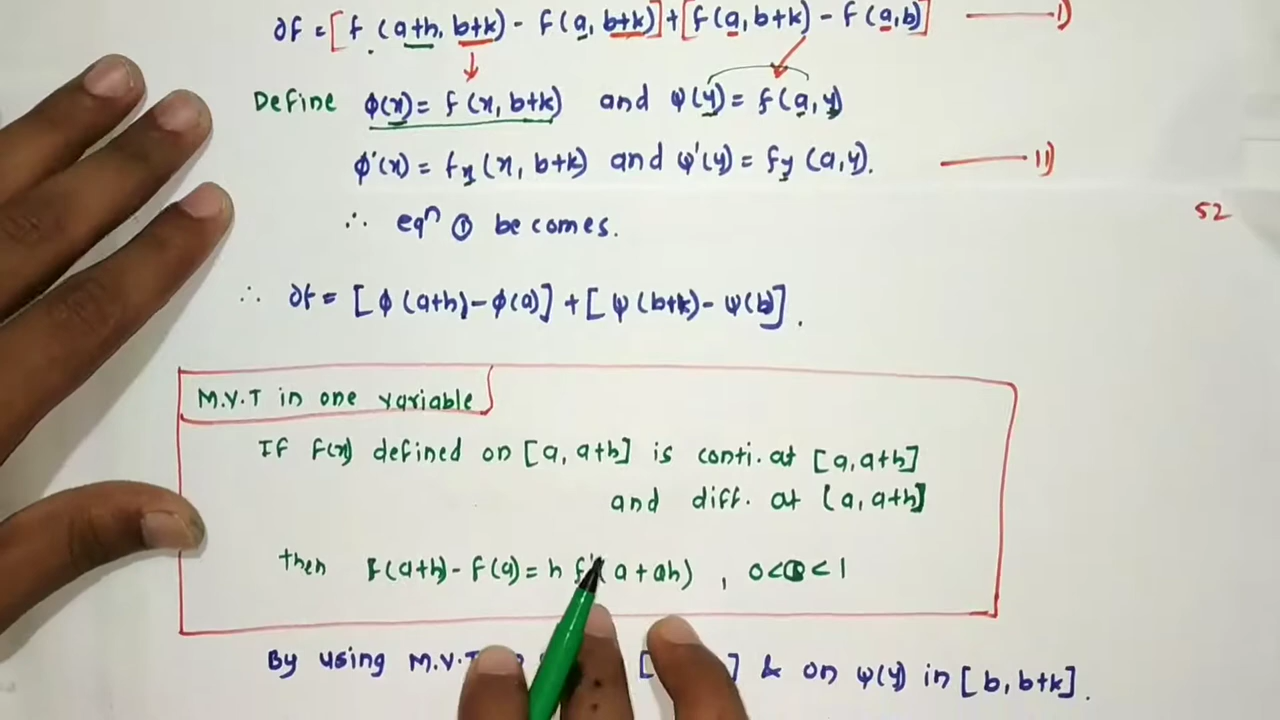 ∂f = [f (a+h, b+k) - f(a, b+k)] + [f(a, b+k) - f(a,b)] — I)
Define φ(x) = f(x, b+k) and ψ(y) = f(a, y)
φ'(x) = fx(x, b+k) and ψ'(y) = fy (a,y). — II)
∴ eqn ① becomes.
52
∴ ∂f = [φ(a+h) - φ(a)] + [ψ(b+k) - ψ(b)].
M.V.T in one variable
If f(x) defined on [a, a+h] is conti. at [a, a+h]
and diff. at (a, a+h]
then f(a+h) - f(a) = h f'(a + θh) , 0<θ<1
By using M.V.T [ ] & on ψ(y) in [b, b+k].